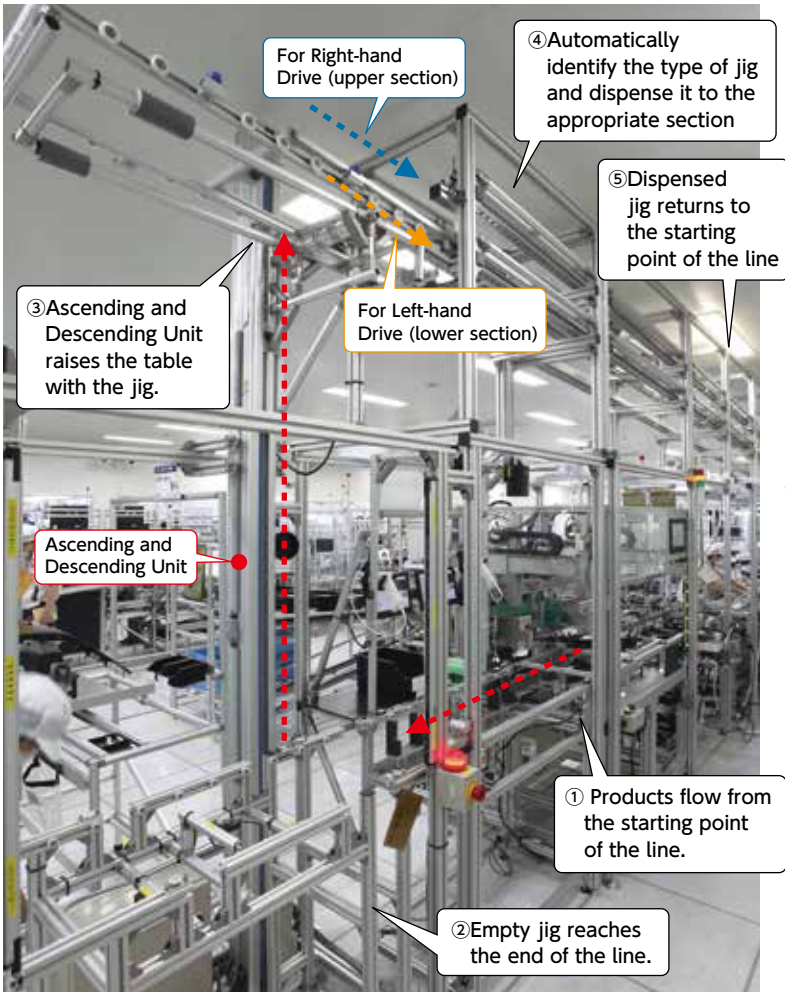 For Right-hand
Drive (upper section)
④Automatically
identify the type of jig
and dispense it to the
appropriate section
⑤Dispensed
jig returns to
the starting
point of the line
③Ascending and
Descending Unit
raises the table
with the jig.
For Left-hand
Drive (lower section)
Ascending and
Descending Unit
① Products flow from
the starting point
of the line.
②Empty jig reaches
the end of the line.